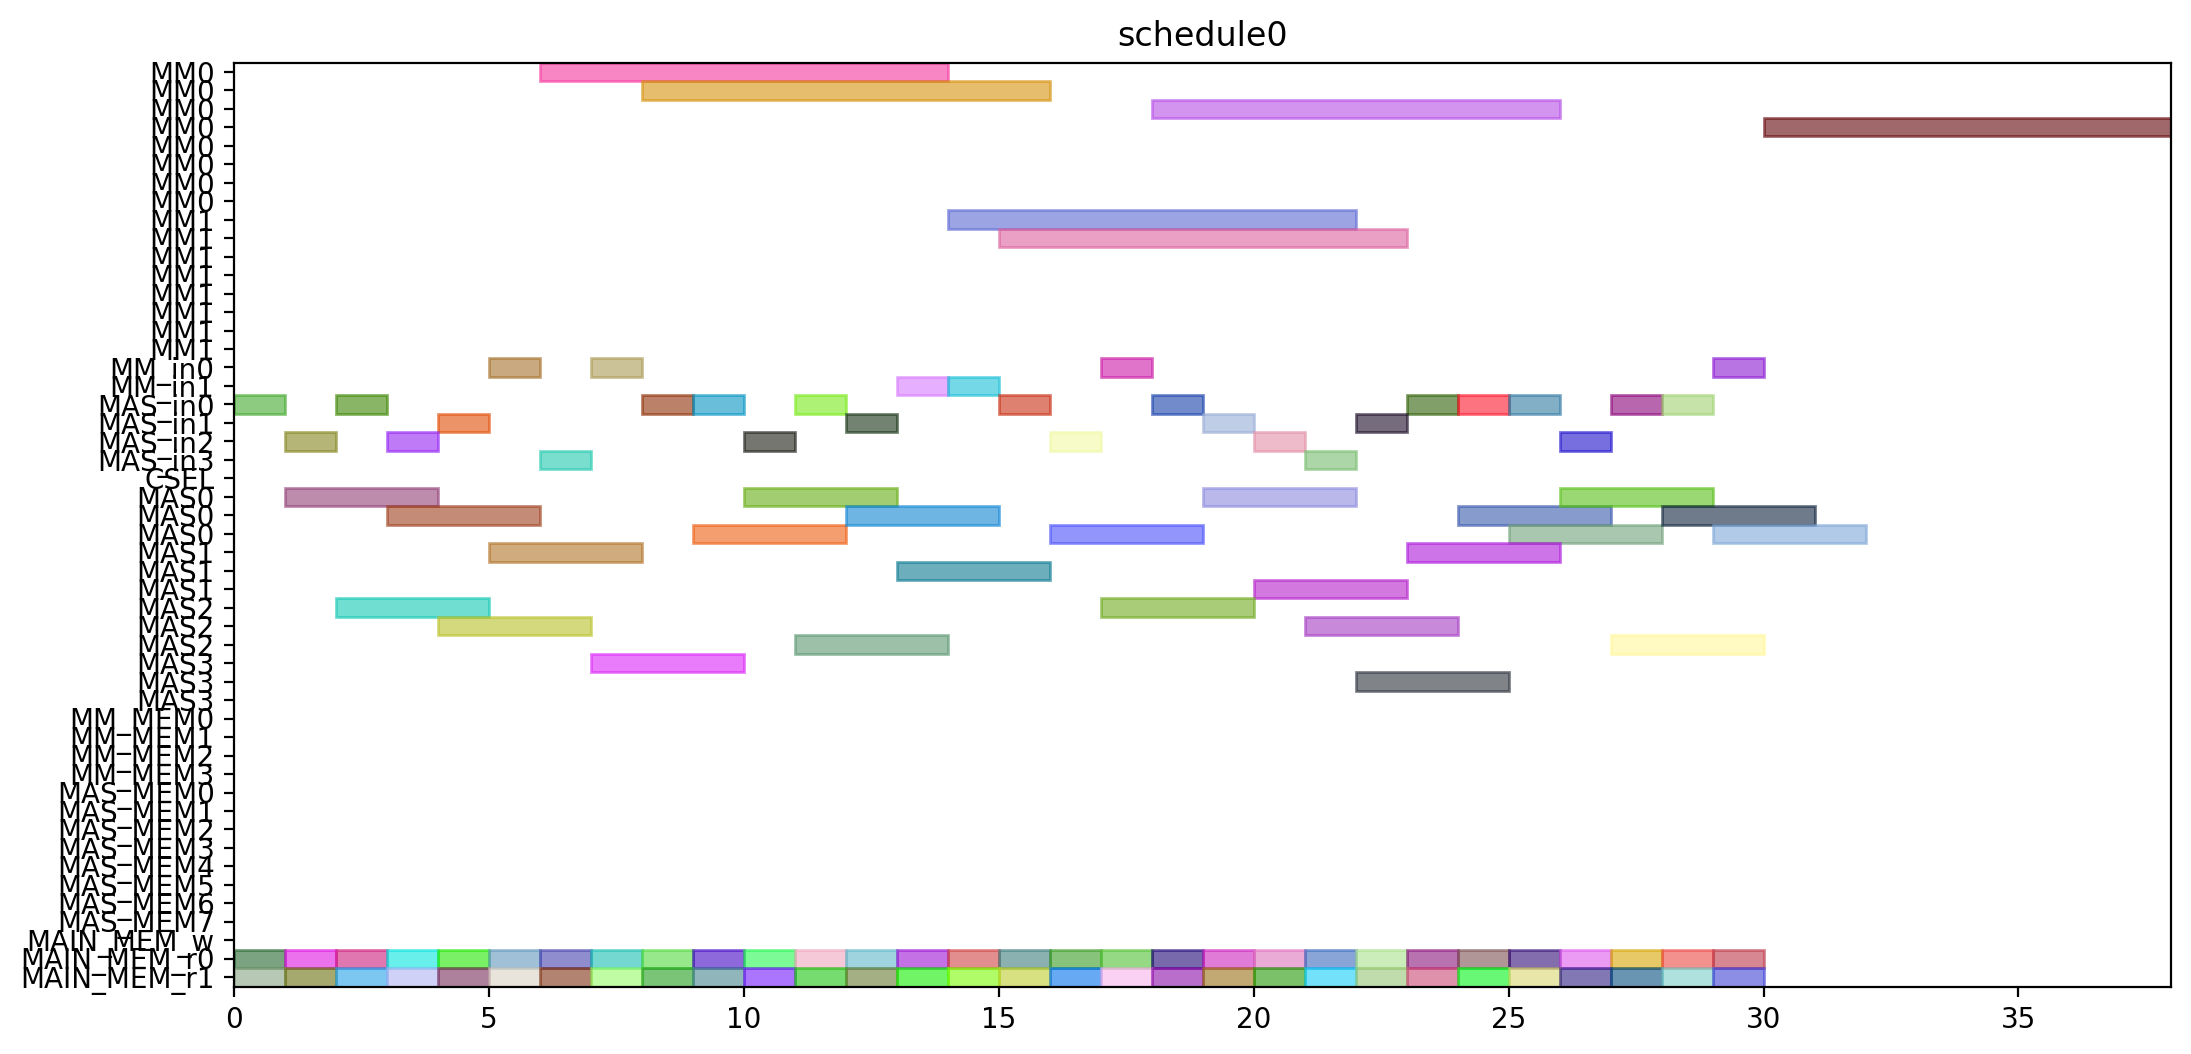 schedule0
MM0
MM0
MM0
MM0
MM0
MM0
MM0
MM0
MM1
MM1
MM1
MM1
MM1
MM1
MM1
MM1
MM_in0
MM_in1
MAS_in0
MAS_in1
MAS_in2
MAS_in3
CSEL
MAS0
MAS0
MAS0
MAS1
MAS1
MAS1
MAS2
MAS2
MAS2
MAS3
MAS3
MAS3
MM_MEM0
MM_MEM1
MM_MEM2
MM_MEM3
MAS_MEM0
MAS_MEM1
MAS_MEM2
MAS_MEM3
MAS_MEM4
MAS_MEM5
MAS_MEM6
MAS_MEM7
MAIN_MEM_w
MAIN_MEM_r0
MAIN_MEM_r1
0 5 10 15 20 25 30 35